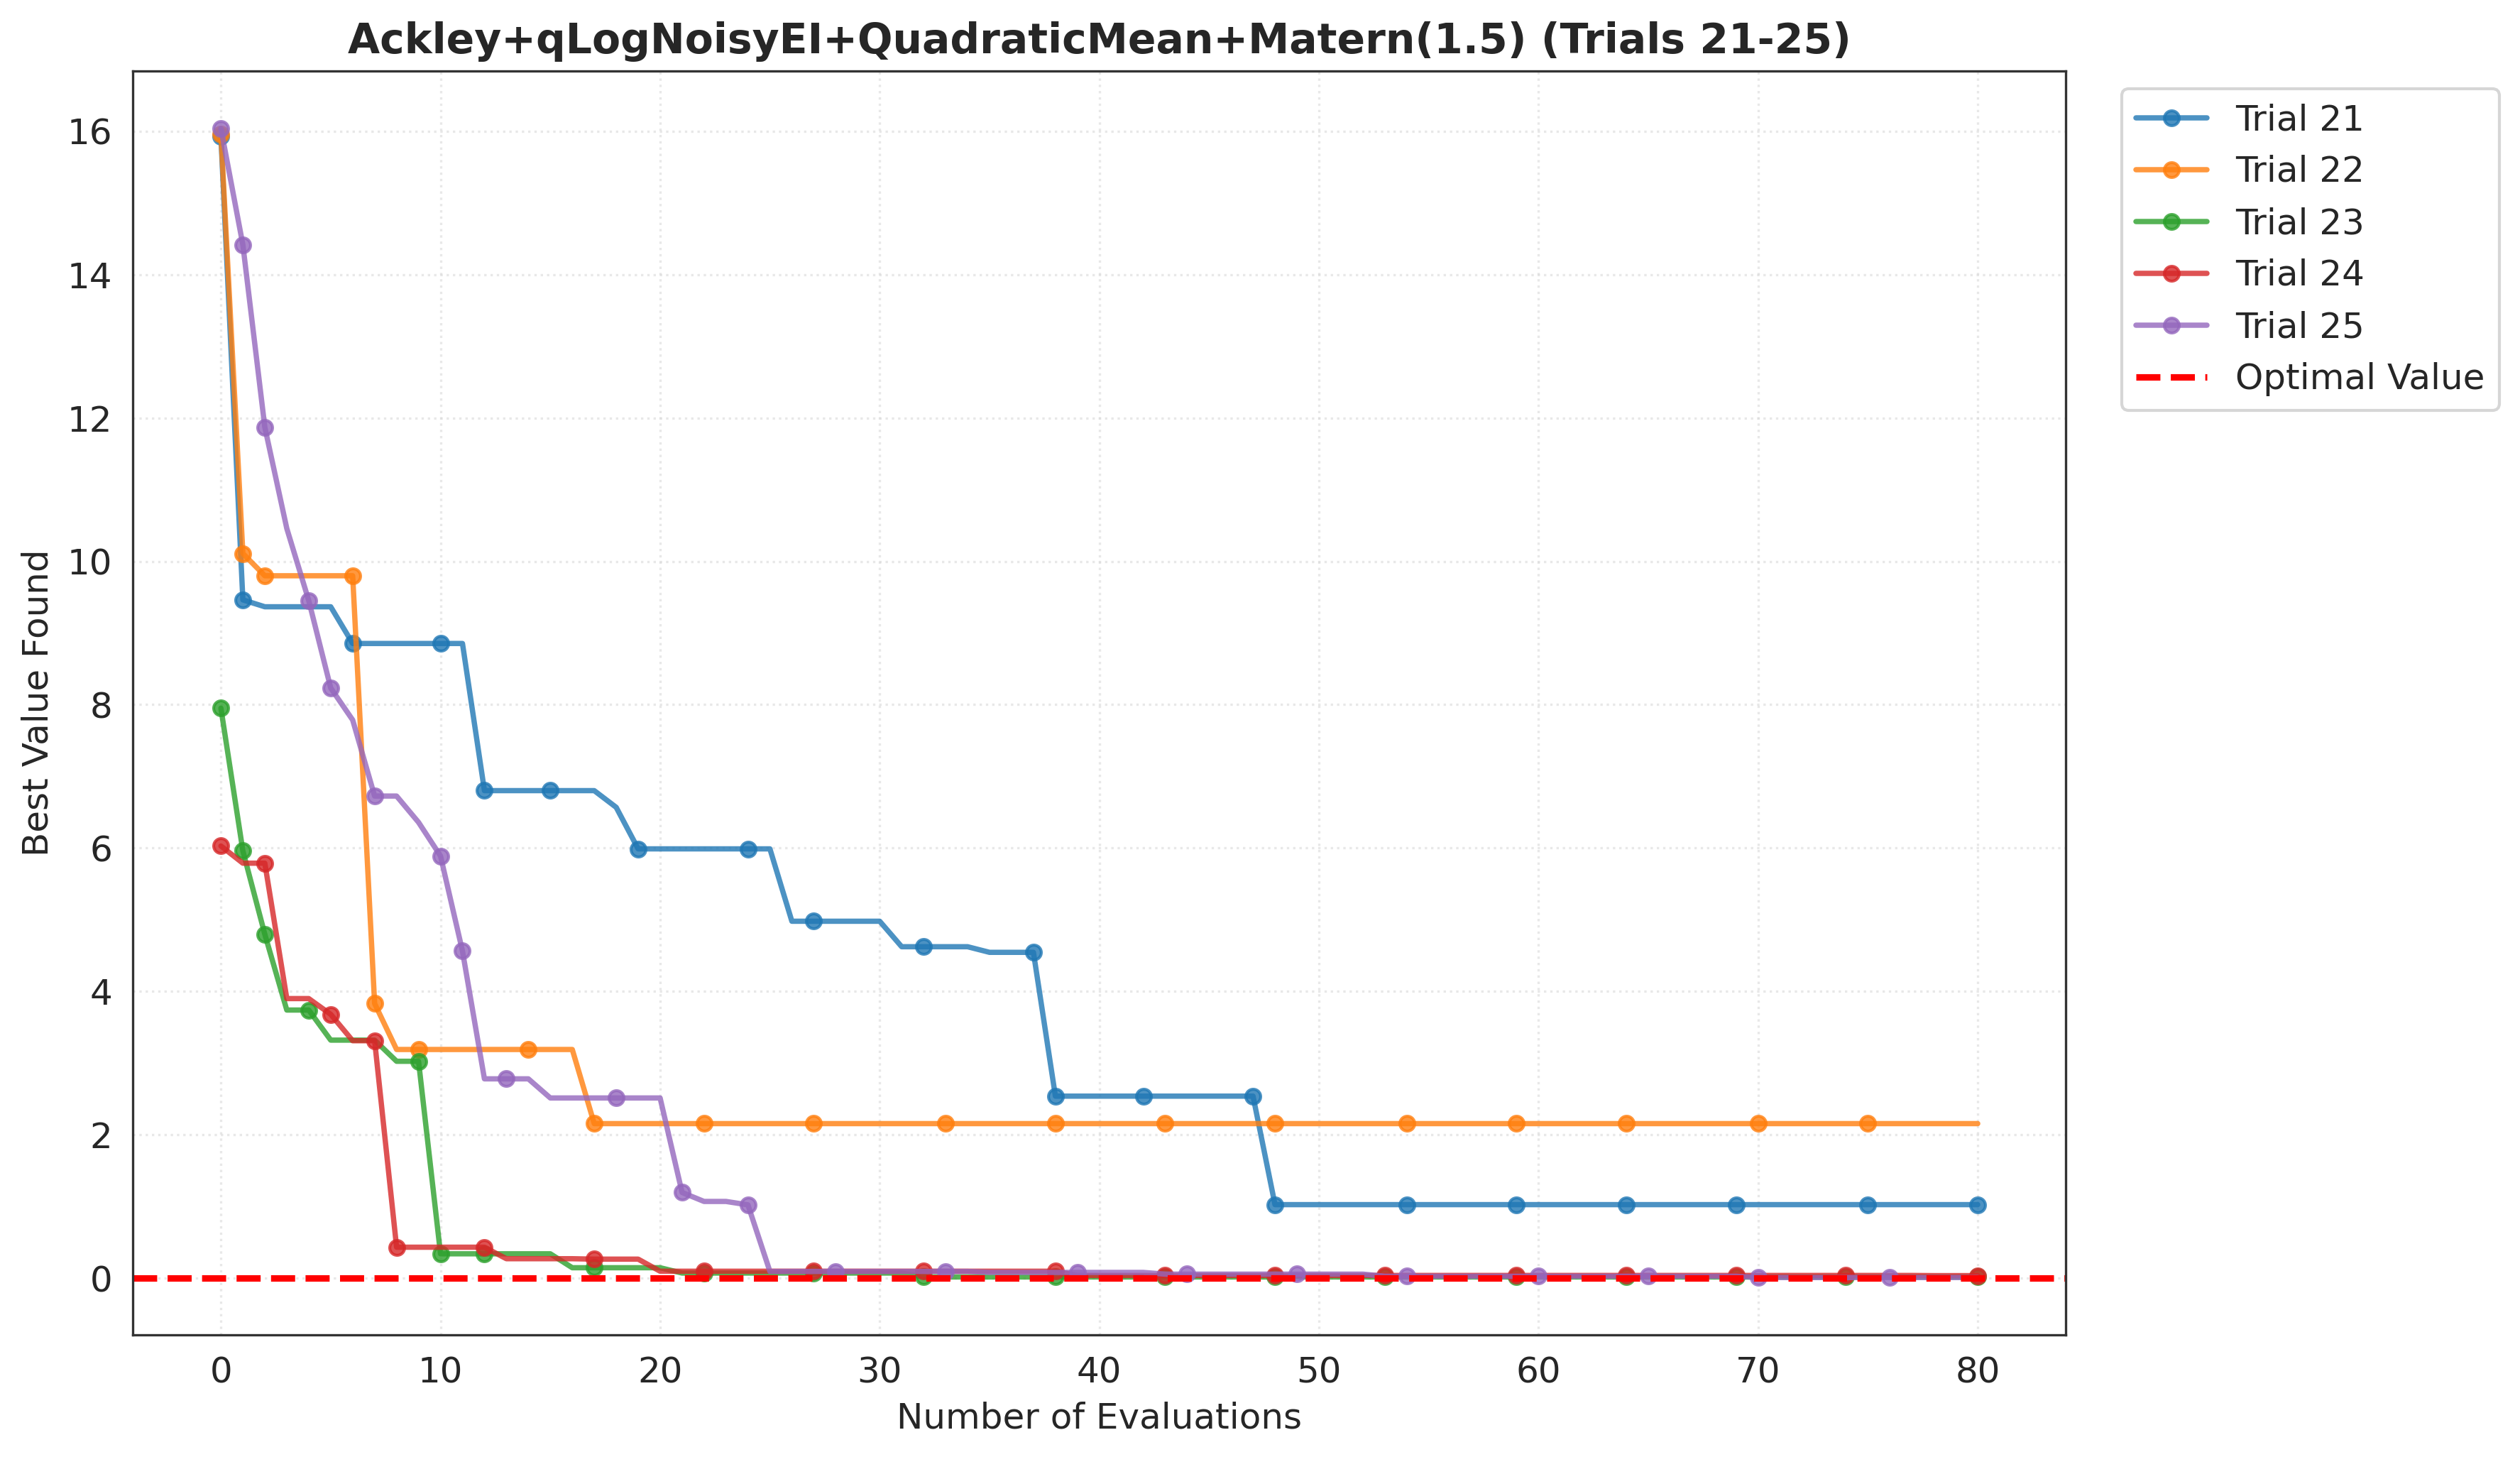 Ackley+qLogNoisyEI+QuadraticMean+Matern(1.5) (Trials 21-25)
Best Value Found
16
14
12
10
8
6
4
2
0
0 10 20 30 40 50 60 70 80
Number of Evaluations
Trial 21
Trial 22
Trial 23
Trial 24
Trial 25
Optimal Value